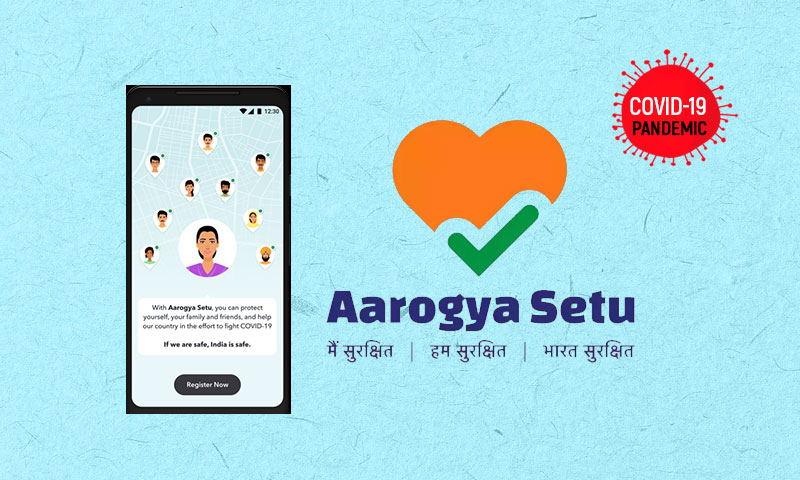 12:30
With Aarogya Setu, you can protect
yourself, your family and friends, and help
our country in the effort to fight COVID-19
If we are safe, India is safe.
Register Now
COVID-19
PANDEMIC
Aarogya Setu
मैं सुरक्षित | हम सुरक्षित | भारत सुरक्षित